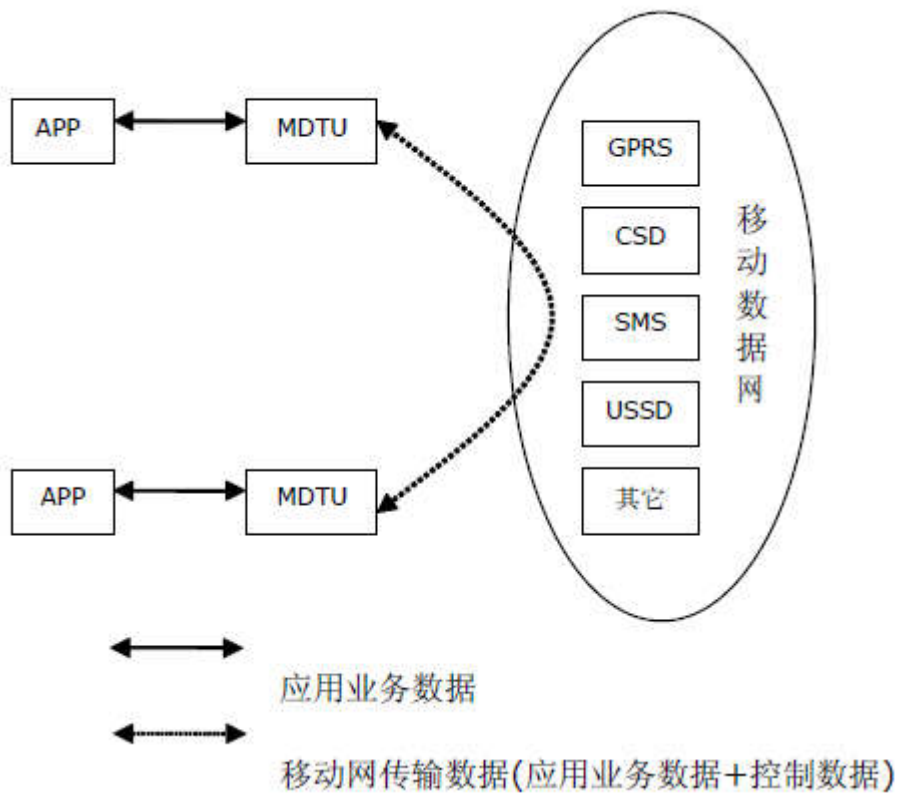 APP
MDTU
GPRS
CSD
SMS
USSD
其它
移动数据网
APP
MDTU
应用业务数据
移动网传输数据(应用业务数据+控制数据)